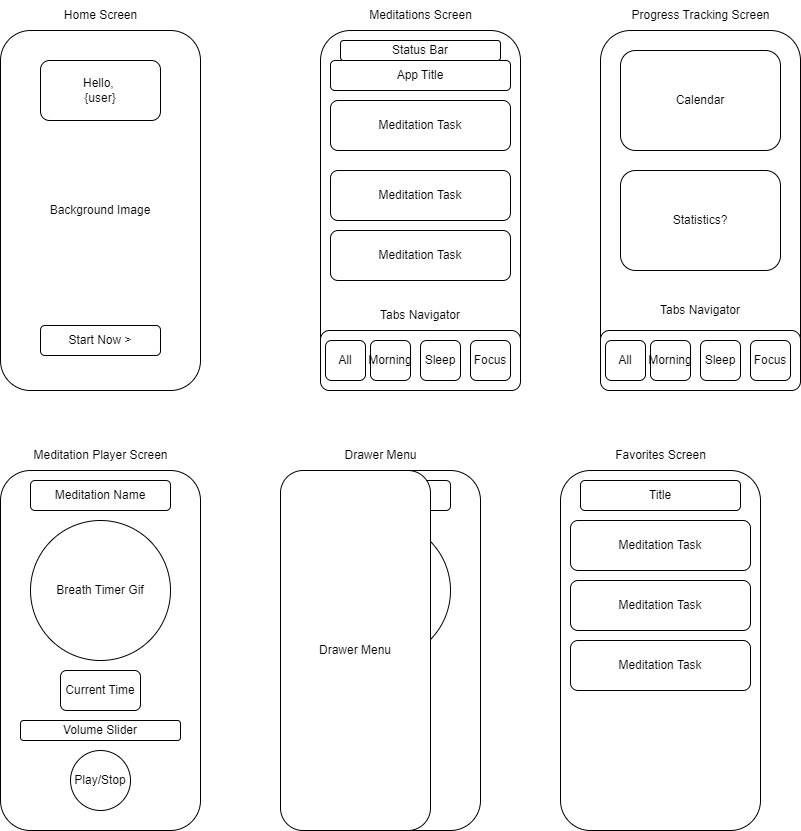 Home Screen
Hello,
{user}
Background Image
Start Now >
Meditations Screen
Status Bar
App Title
Meditation Task
Meditation Task
Meditation Task
Tabs Navigator
All
Morning
Sleep
Focus
Progress Tracking Screen
Calendar
Statistics?
Tabs Navigator
All
Morning
Sleep
Focus
Meditation Player Screen
Meditation Name
Breath Timer Gif
Current Time
Volume Slider
Play/Stop
Drawer Menu
Drawer Menu
Favorites Screen
Title
Meditation Task
Meditation Task
Meditation Task